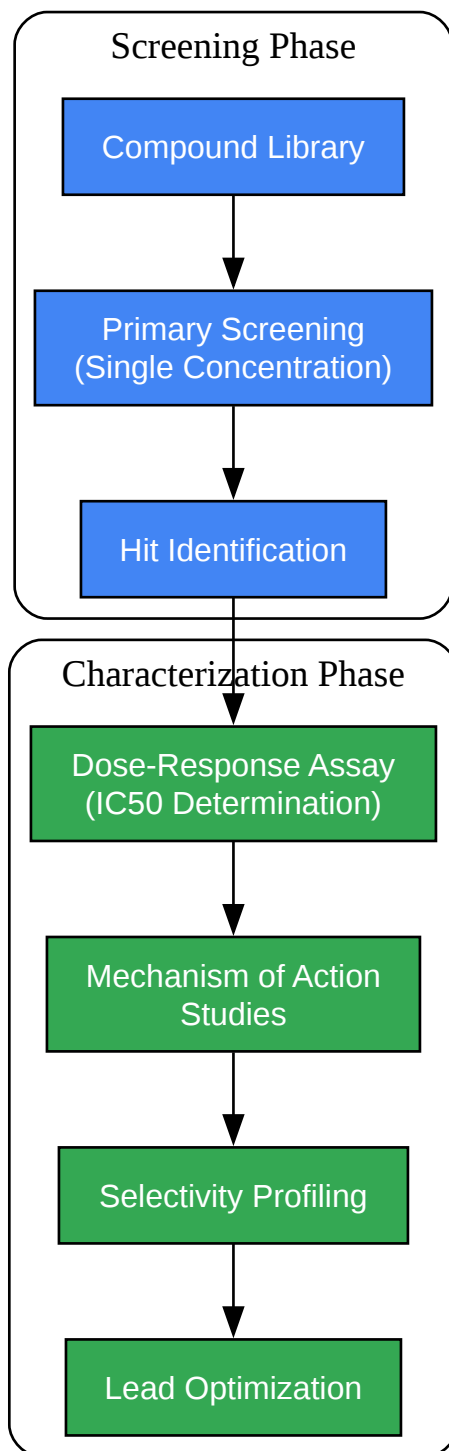 Screening Phase
Compound Library
Primary Screening
(Single Concentration)
Hit Identification
Characterization Phase
Dose-Response Assay
(IC50 Determination)
Mechanism of Action
Studies
Selectivity Profiling
Lead Optimization